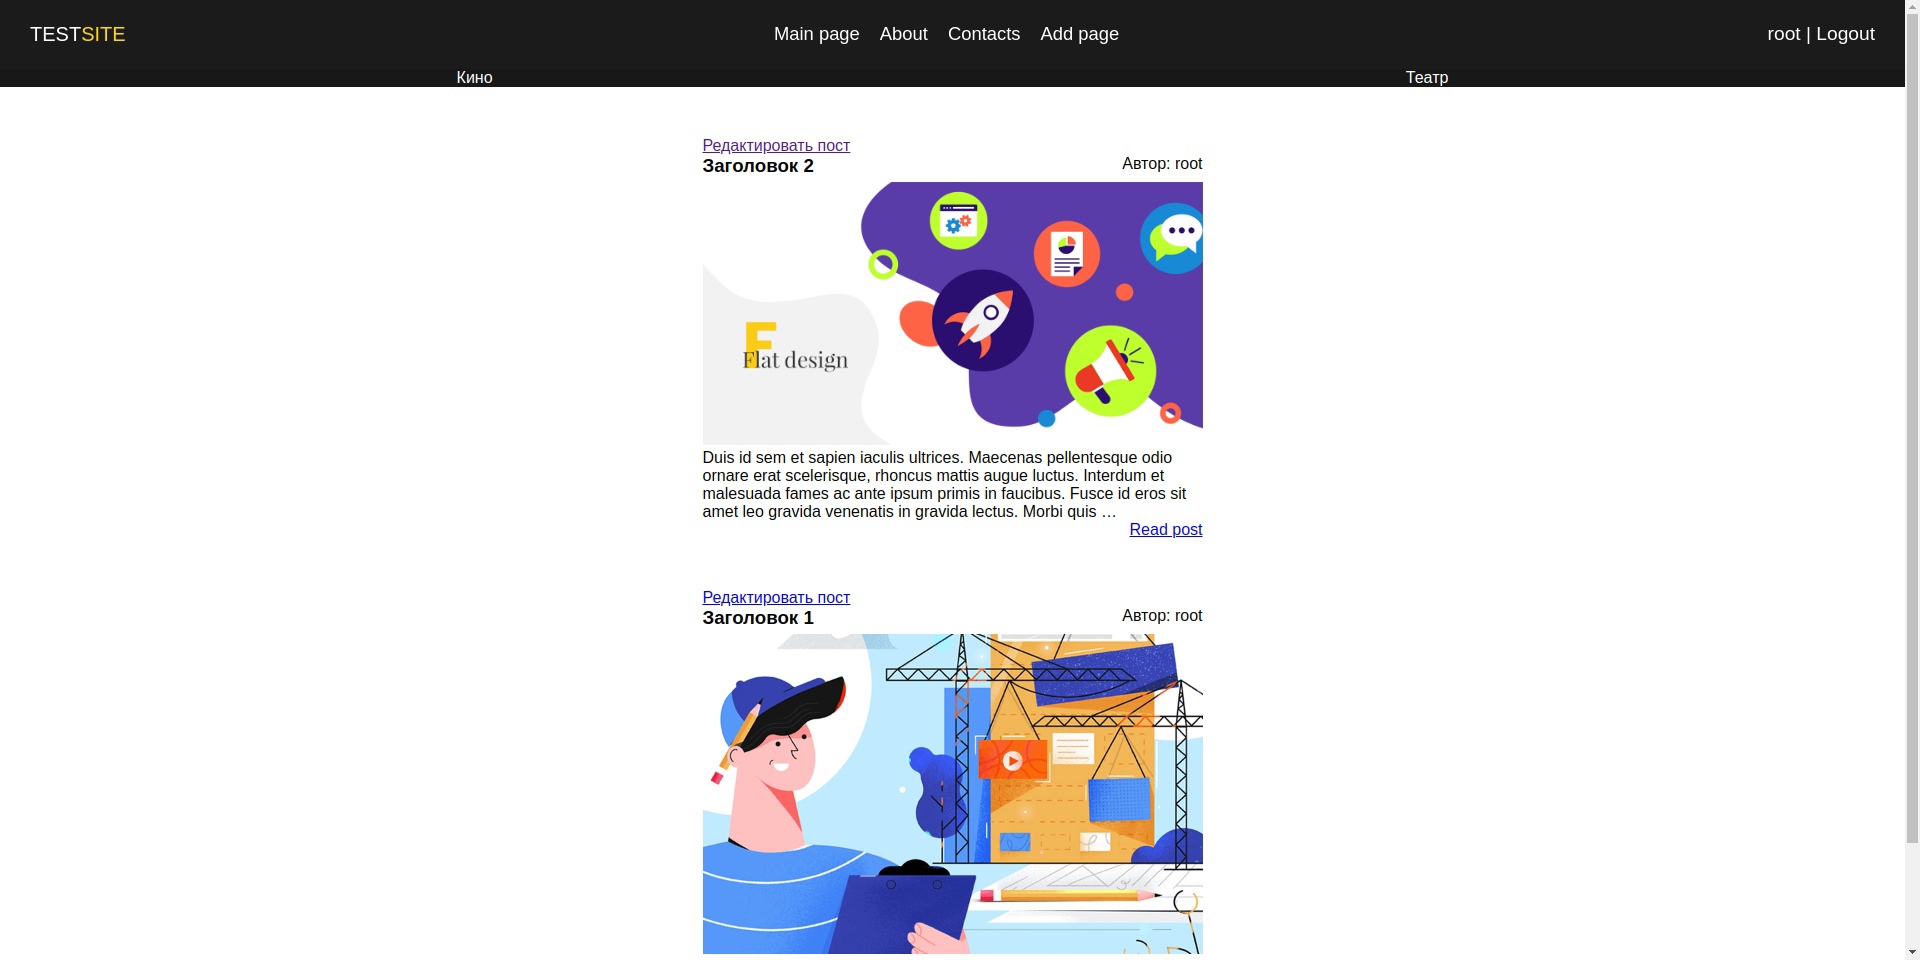 TESTSITE
Main page About Contacts Add page
root | Logout
Кино
Театр
Редактировать пост
Заголовок 2
Автор: root
F
Flat design
Duis id sem et sapien iaculis ultrices. Maecenas pellentesque odio
ornare erat scelerisque, rhoncus mattis augue luctus. Interdum et
malesuada fames ac ante ipsum primis in faucibus. Fusce id eros sit
amet leo gravida venenatis in gravida lectus. Morbi quis …
Read post
Редактировать пост
Заголовок 1
Автор: root